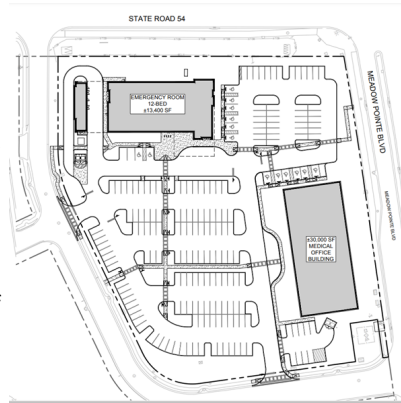 STATE ROAD 54
EMERGENCY ROOM
12-BED
±13,400 SF
MEADOW POINTE BLVD
MEADOW POINTE BLVD
±30,000 SF
MEDICAL
OFFICE
BUILDING